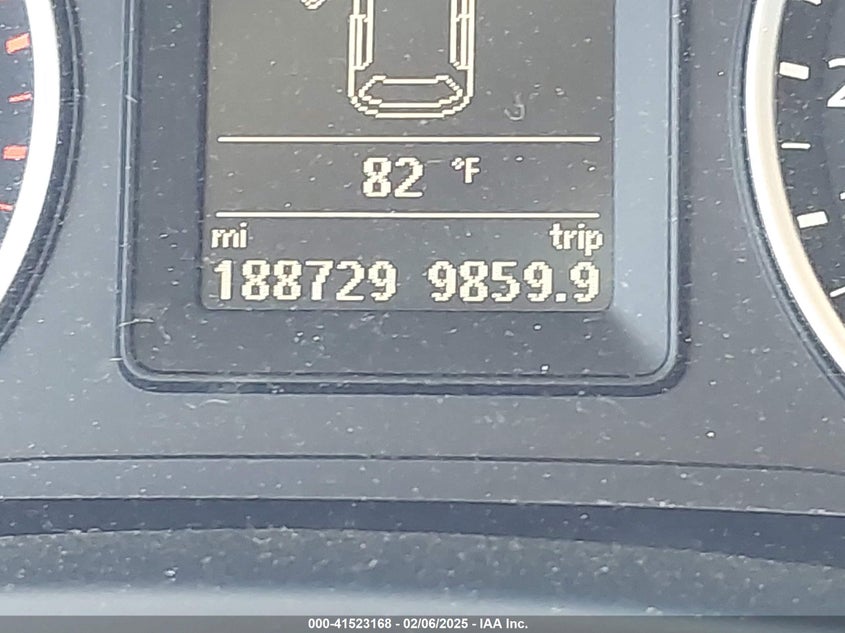 82 °F
mi trip
188729 9859.9
000-41523168 - 02/06/2025 - IAA Inc.